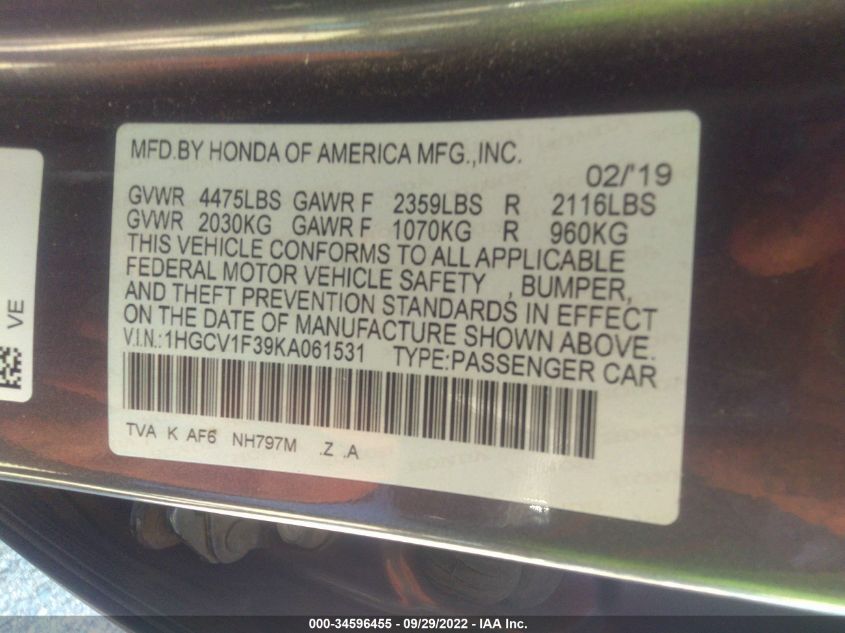 MFD.BY HONDA OF AMERICA MFG.,INC.
02/'19
GVWR 4475LBS GAWR F 2359LBS R 2116LBS
GVWR 2030KG GAWR F 1070KG R 960KG
THIS VEHICLE CONFORMS TO ALL APPLICABLE
FEDERAL MOTOR VEHICLE SAFETY , BUMPER,
AND THEFT PREVENTION STANDARDS IN EFFECT
ON THE DATE OF MANUFACTURE SHOWN ABOVE.
V.I.N.:1HGCV1F39KA061531 TYPE:PASSENGER CAR
TVA K AF6 NH797M .Z .A
VE
000-34596455 - 09/29/2022 - IAA Inc.